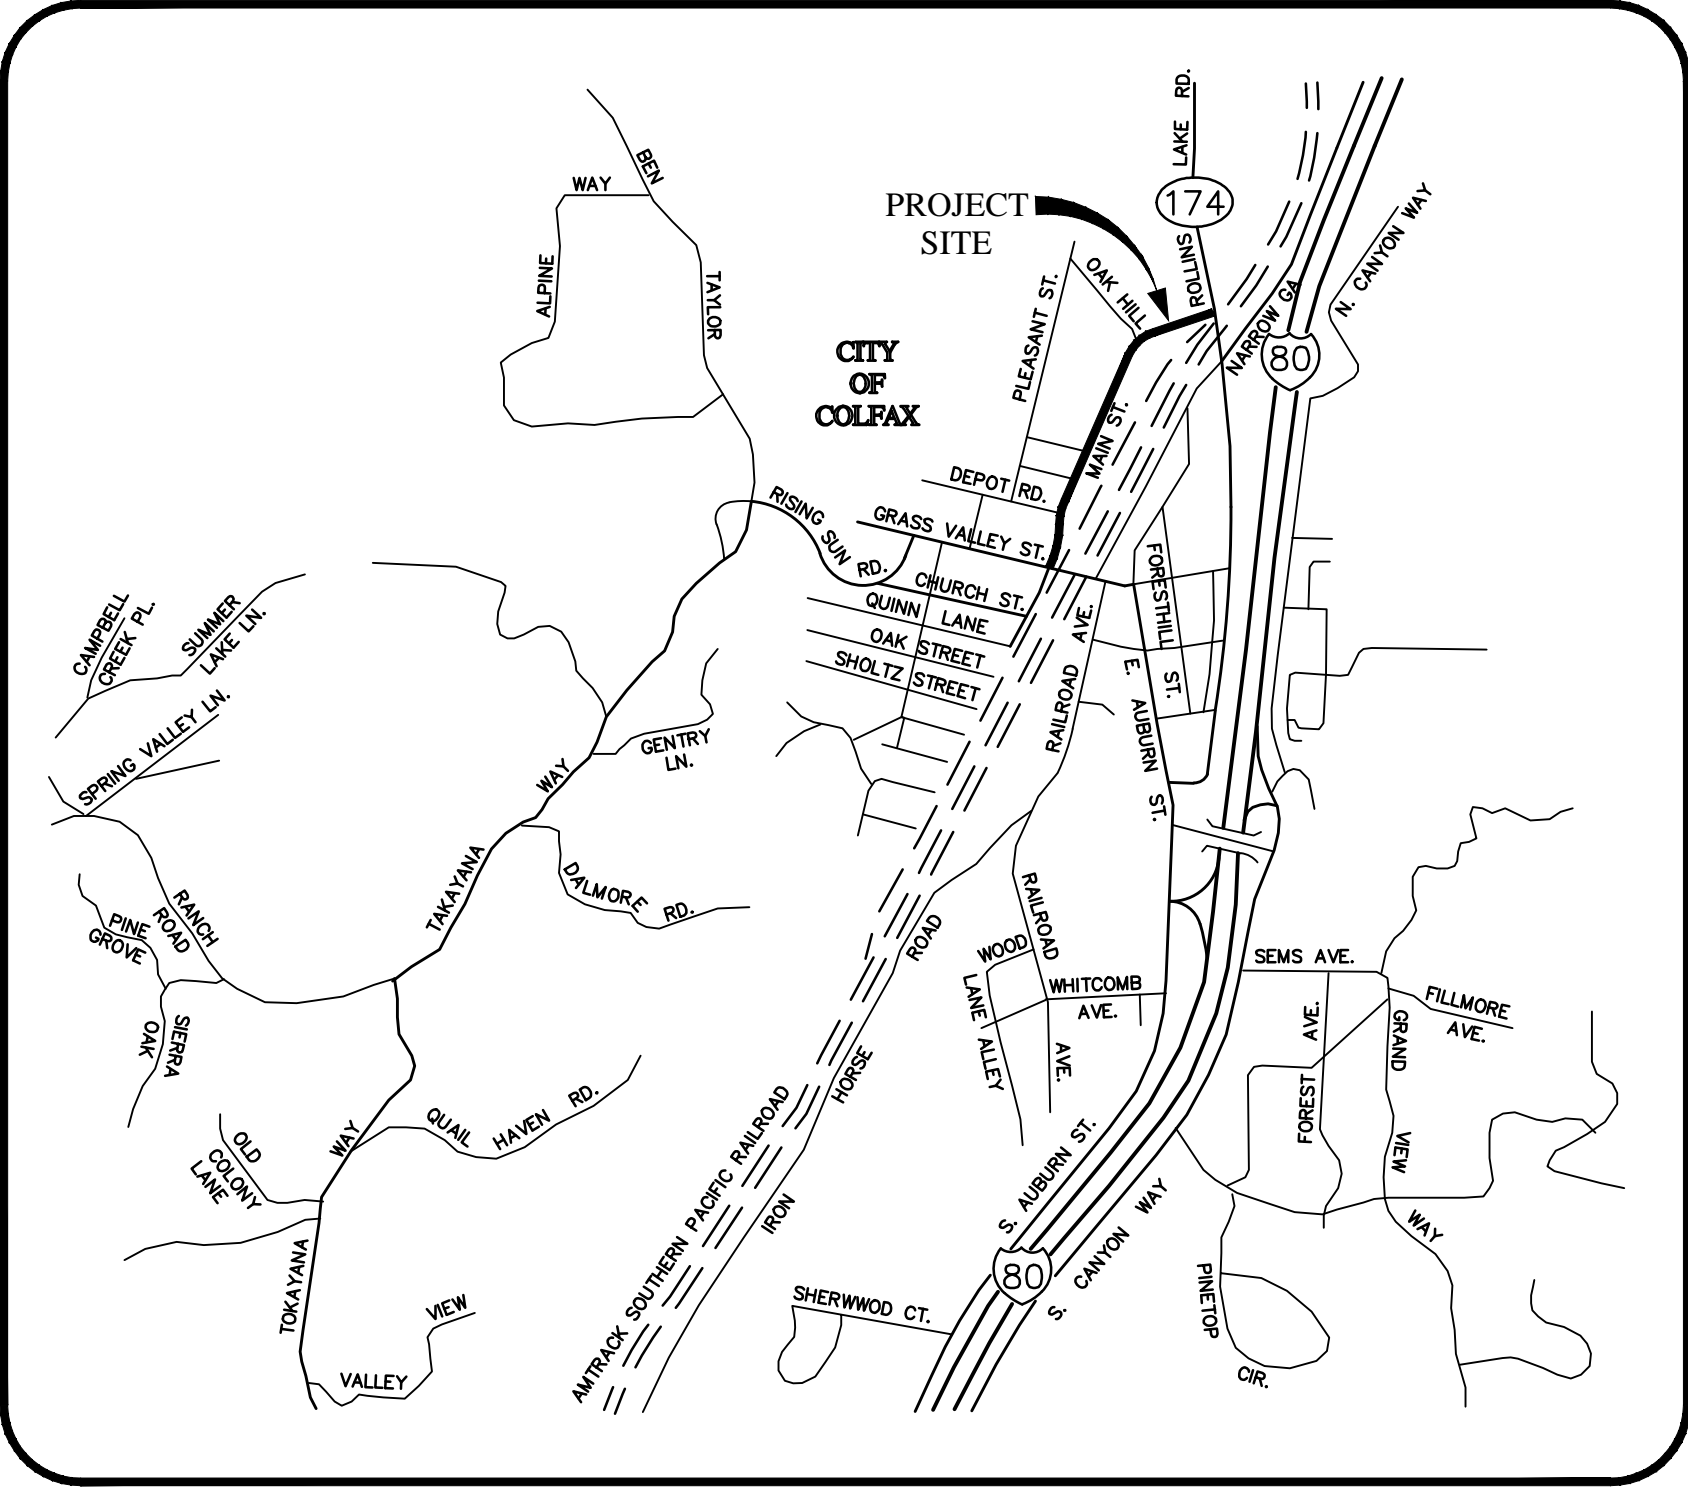 LAKE RD.
174
ROLLINS
BEN
WAY
ALPINE
TAYLOR
PROJECT
SITE
N. CANYON WAY
OAK HILL
PLEASANT ST.
NARROW GA
80
CITY
OF
COLFAX
MAIN ST.
DEPOT RD.
RISING SUN RD.
GRASS VALLEY ST.
CHURCH ST.
QUINN LANE
OAK STREET
SHOLTZ STREET
FORESTHILL ST.
RAILROAD AVE.
E. AUBURN ST.
CAMPBELL
CREEK PL.
SUMMER
LAKE LN.
SPRING VALLEY LN.
GENTRY
LN.
TAKAYANA WAY
DALMORE RD.
RANCH
ROAD
PINE
GROVE
SIERRA
OAK
RAILROAD AVE.
WOOD
LANE ALLEY
WHITCOMB
AVE.
SEMS AVE.
FILLMORE
AVE.
FOREST AVE.
GRAND VIEW WAY
IRON HORSE ROAD
AMTRACK SOUTHERN PACIFIC RAILROAD
QUAIL HAVEN RD.
OLD
COLONY
LANE
TOKAYANA WAY
VALLEY VIEW
S. AUBURN ST.
80
S. CANYON WAY
SHERWWOD CT.
PINETOP CIR.